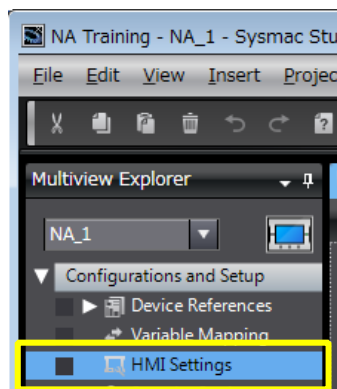 NA Training - NA_1 - Sysmac Stu
File Edit View Insert Projec
Multiview Explorer
NA_1
Configurations and Setup
Device References
Variable Mapping
HMI Settings